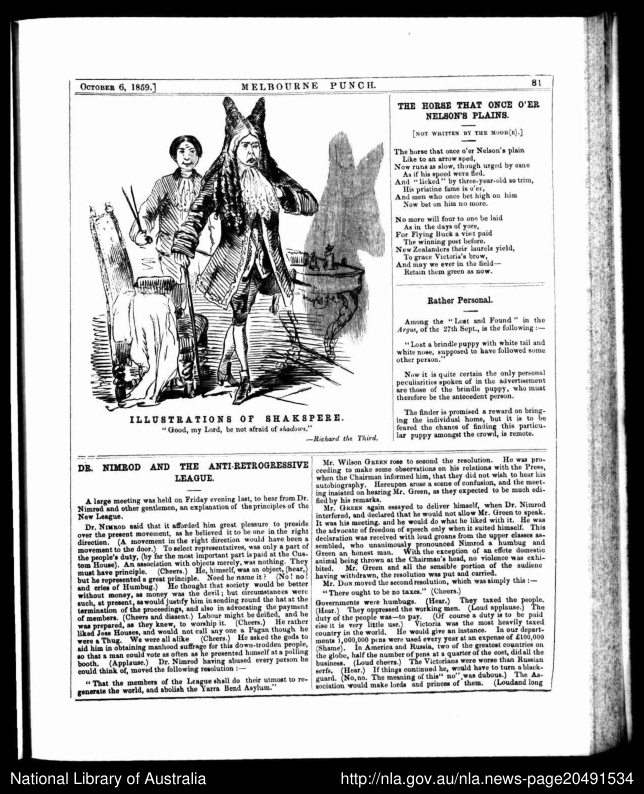 OCTOBER 6, 1859.]
MELBOURNE PUNCH.
81
ILLUSTRATIONS OF SHAKSPERE.
"Good, my Lord, be not afraid of shadows."
—Richard the Third.
THE HORSE THAT ONCE O'ER
NELSON'S PLAINS.
[NOT WRITTEN BY THE MOOR(E).]
The horse that once o'er Nelson's plain
Like to an arrow sped,
Now runs as slow, though urged by cane
As if his speed were fled.
And "licked" by three-year-old so trim,
His pristine fame is o'er,
And men who once bet high on him
Now bet on him no more.
No more will four to one be laid
As in the days of yore,
For Flying Buck a visit paid
The winning post before.
New Zealanders their laurels yield,
To grace Victoria's brow,
And may we ever in the field—
Retain them green as now.
Rather Personal.
Among the "Lost and Found" in the
Argus, of the 27th Sept., is the following :—
"Lost a brindle puppy with white tail and
white nose, supposed to have followed some
other person."
Now it is quite certain the only personal
peculiarities spoken of in the advertisement
are those of the brindle puppy, who must
therefore be the antecedent person.
The finder is promised a reward on bring-
ing the individual home, but it is to be
feared the chance of finding this particu-
lar puppy amongst the crowd, is remote.
DR. NIMROD AND THE ANTI-RETROGRESSIVE
LEAGUE.
A large meeting was held on Friday evening last, to hear from Dr.
Nimrod and other gentlemen, an explanation of the principles of the
New League.
Dr. NIMROD said that it afforded him great pleasure to preside
over the present movement, as he believed it to be one in the right
direction. (A movement in the right direction would have been a
movement to the door.) To select representatives, was only a part of
the people's duty, (by far the most important part is paid at the Cus-
tom House). An association with objects merely, was nothing. They
must have principle. (Cheers.) He, himself, was an object, (hear,)
but he represented a great principle. Need he name it? (No! no!
and cries of Humbug.) He thought that society would be better
without money, as money was the devil; but circumstances were
such, at present, as would justify him in sending round the hat at the
termination of the proceedings, and also in advocating the payment
of members. (Cheers and dissent.) Labour might be deified, and he
was prepared, as they knew, to worship it. (Cheers.) He rather
liked Joss Houses, and would not call any one a Pagan though he
were a Thug. We were all alike (Cheers.) He asked the gods to
aid him in obtaining manhood suffrage for this down-trodden people,
so that a man could vote as often as he presented himself at a polling
booth. (Applause.) Dr. Nimrod having abused every person he
could think of, moved the following resolution :—
"That the members of the League shall do their utmost to re-
generate the world, and abolish the Yarra Bend Asylum."
Mr. Wilson GREEN rose to second the resolution. He was pro-
ceeding to make some observations on his relations with the Press,
when the Chairman informed him, that they did not wish to hear his
autobiography. Hereupon arose a scene of confusion, and the meet-
ing insisted on hearing Mr. Green, as they expected to be much edi-
fied by his remarks.
Mr. GREEN again essayed to deliver himself, when Dr. Nimrod
interfered, and declared that he would not allow Mr. Green to speak.
It was his meeting, and he would do what he liked with it. He was
the advocate of freedom of speech only when it suited himself. This
declaration was received with loud groans from the upper classes as-
sembled, who unanimously pronounced Nimrod a humbug and
Green an honest man. With the exception of an effete domestic
animal being thrown at the Chairman's head, no violence was exhi-
bited. Mr. Green and all the sensible portion of the audience
having withdrawn, the resolution was put and carried.
Mr. DON moved the second resolution, which was simply this :—
"There ought to be no taxes." (Cheers.)
Governments were humbugs. (Hear.) They taxed the people.
(Hear.) They oppressed the working men. (Loud applause.) The
duty of the people was—to pay. (Of course a duty is to be paid
else it is very little use.) Victoria was the most heavily taxed
country in the world. He would give an instance. In our depart-
ments 1,000,000 pens were used every year at an expense of £100,000
(Shame). In America and Russia, two of the greatest countries on
the globe, half the number of pens at a quarter of the cost, did all the
business. (Loud cheers.) The Victorians were worse than Russian
serfs. (Hear.) If things continued he, would have to turn a black-
guard. (No, no. The meaning of this "no" was dubous.) The As-
sociation would make lords and princes of them. (Loud and long
National Library of Australia
http://nla.gov.au/nla.news-page20491534